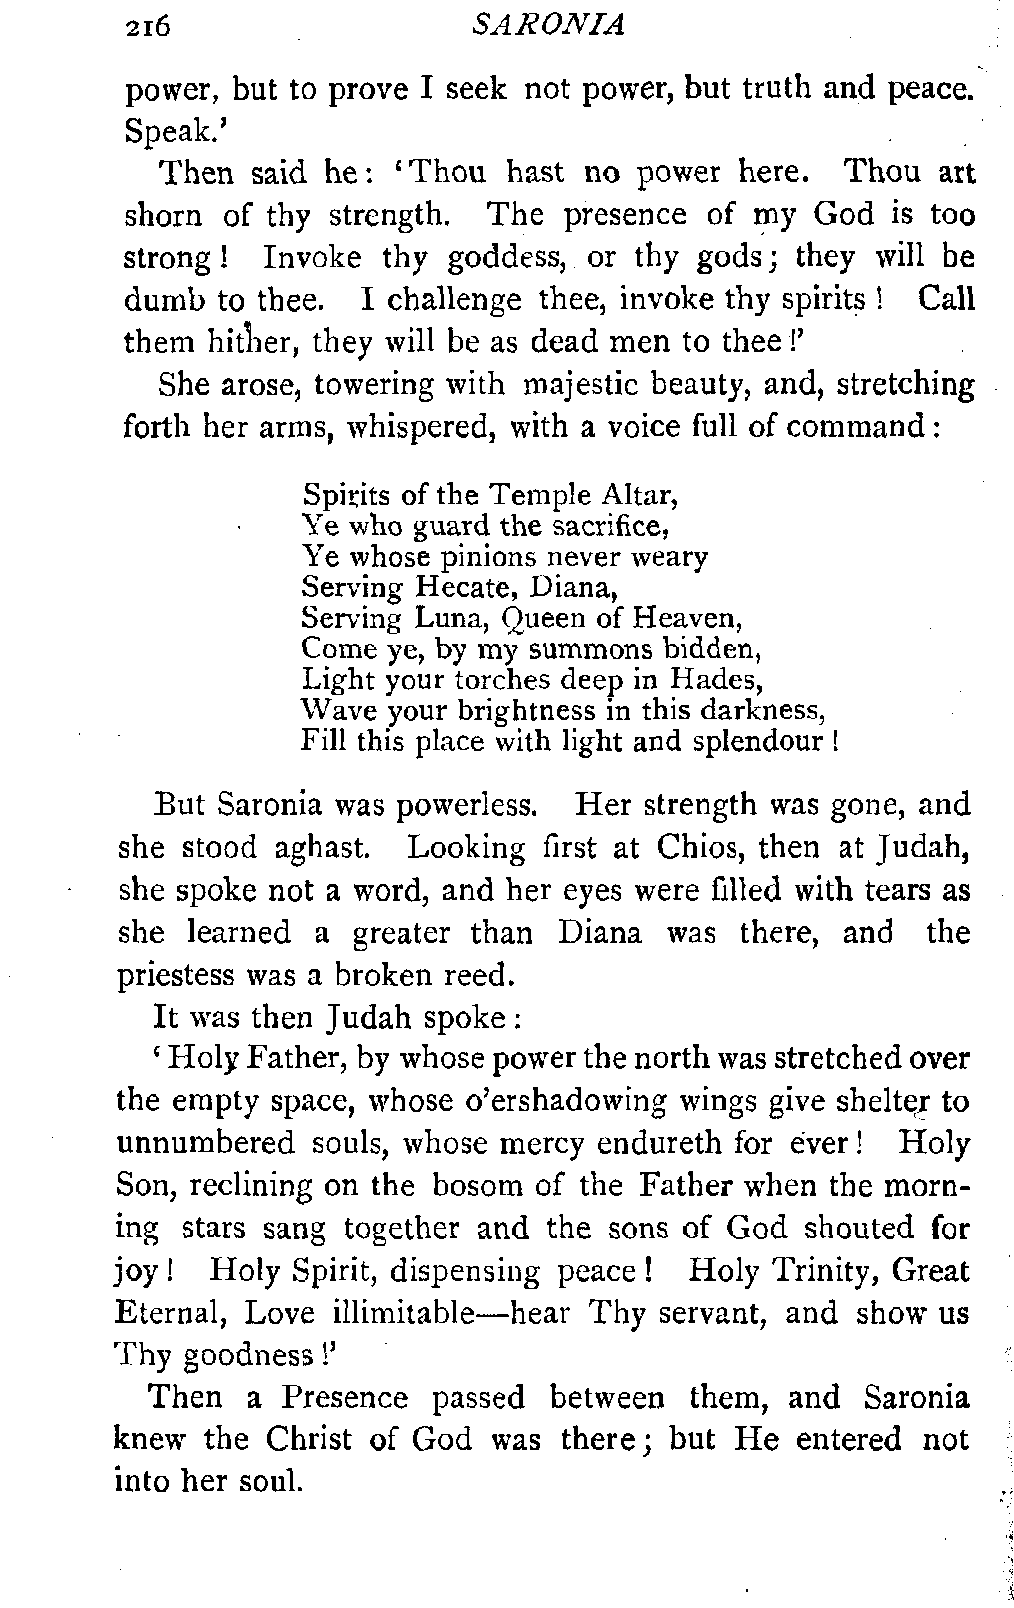 216 SARONIA
power, but to prove I seek not power, but truth and peace.
Speak.'
Then said he: 'Thou hast no power here. Thou art
shorn of thy strength. The presence of my God is too
strong! Invoke thy goddess, or thy gods; they will be
dumb to thee. I challenge thee, invoke thy spirits! Call
them hither, they will be as dead men to thee!'
She arose, towering with majestic beauty, and, stretching
forth her arms, whispered, with a voice full of command:
Spirits of the Temple Altar,
Ye who guard the sacrifice,
Ye whose pinions never weary
Serving Hecate, Diana,
Serving Luna, Queen of Heaven,
Come ye, by my summons bidden,
Light your torches deep in Hades,
Wave your brightness in this darkness,
Fill this place with light and splendour!
But Saronia was powerless. Her strength was gone, and
she stood aghast. Looking first at Chios, then at Judah,
she spoke not a word, and her eyes were filled with tears as
she learned a greater than Diana was there, and the
priestess was a broken reed.
It was then Judah spoke:
'Holy Father, by whose power the north was stretched over
the empty space, whose o'ershadowing wings give shelter to
unnumbered souls, whose mercy endureth for ever! Holy
Son, reclining on the bosom of the Father when the morn-
ing stars sang together and the sons of God shouted for
joy! Holy Spirit, dispensing peace! Holy Trinity, Great
Eternal, Love illimitable—hear Thy servant, and show us
Thy goodness!'
Then a Presence passed between them, and Saronia
knew the Christ of God was there; but He entered not
into her soul.